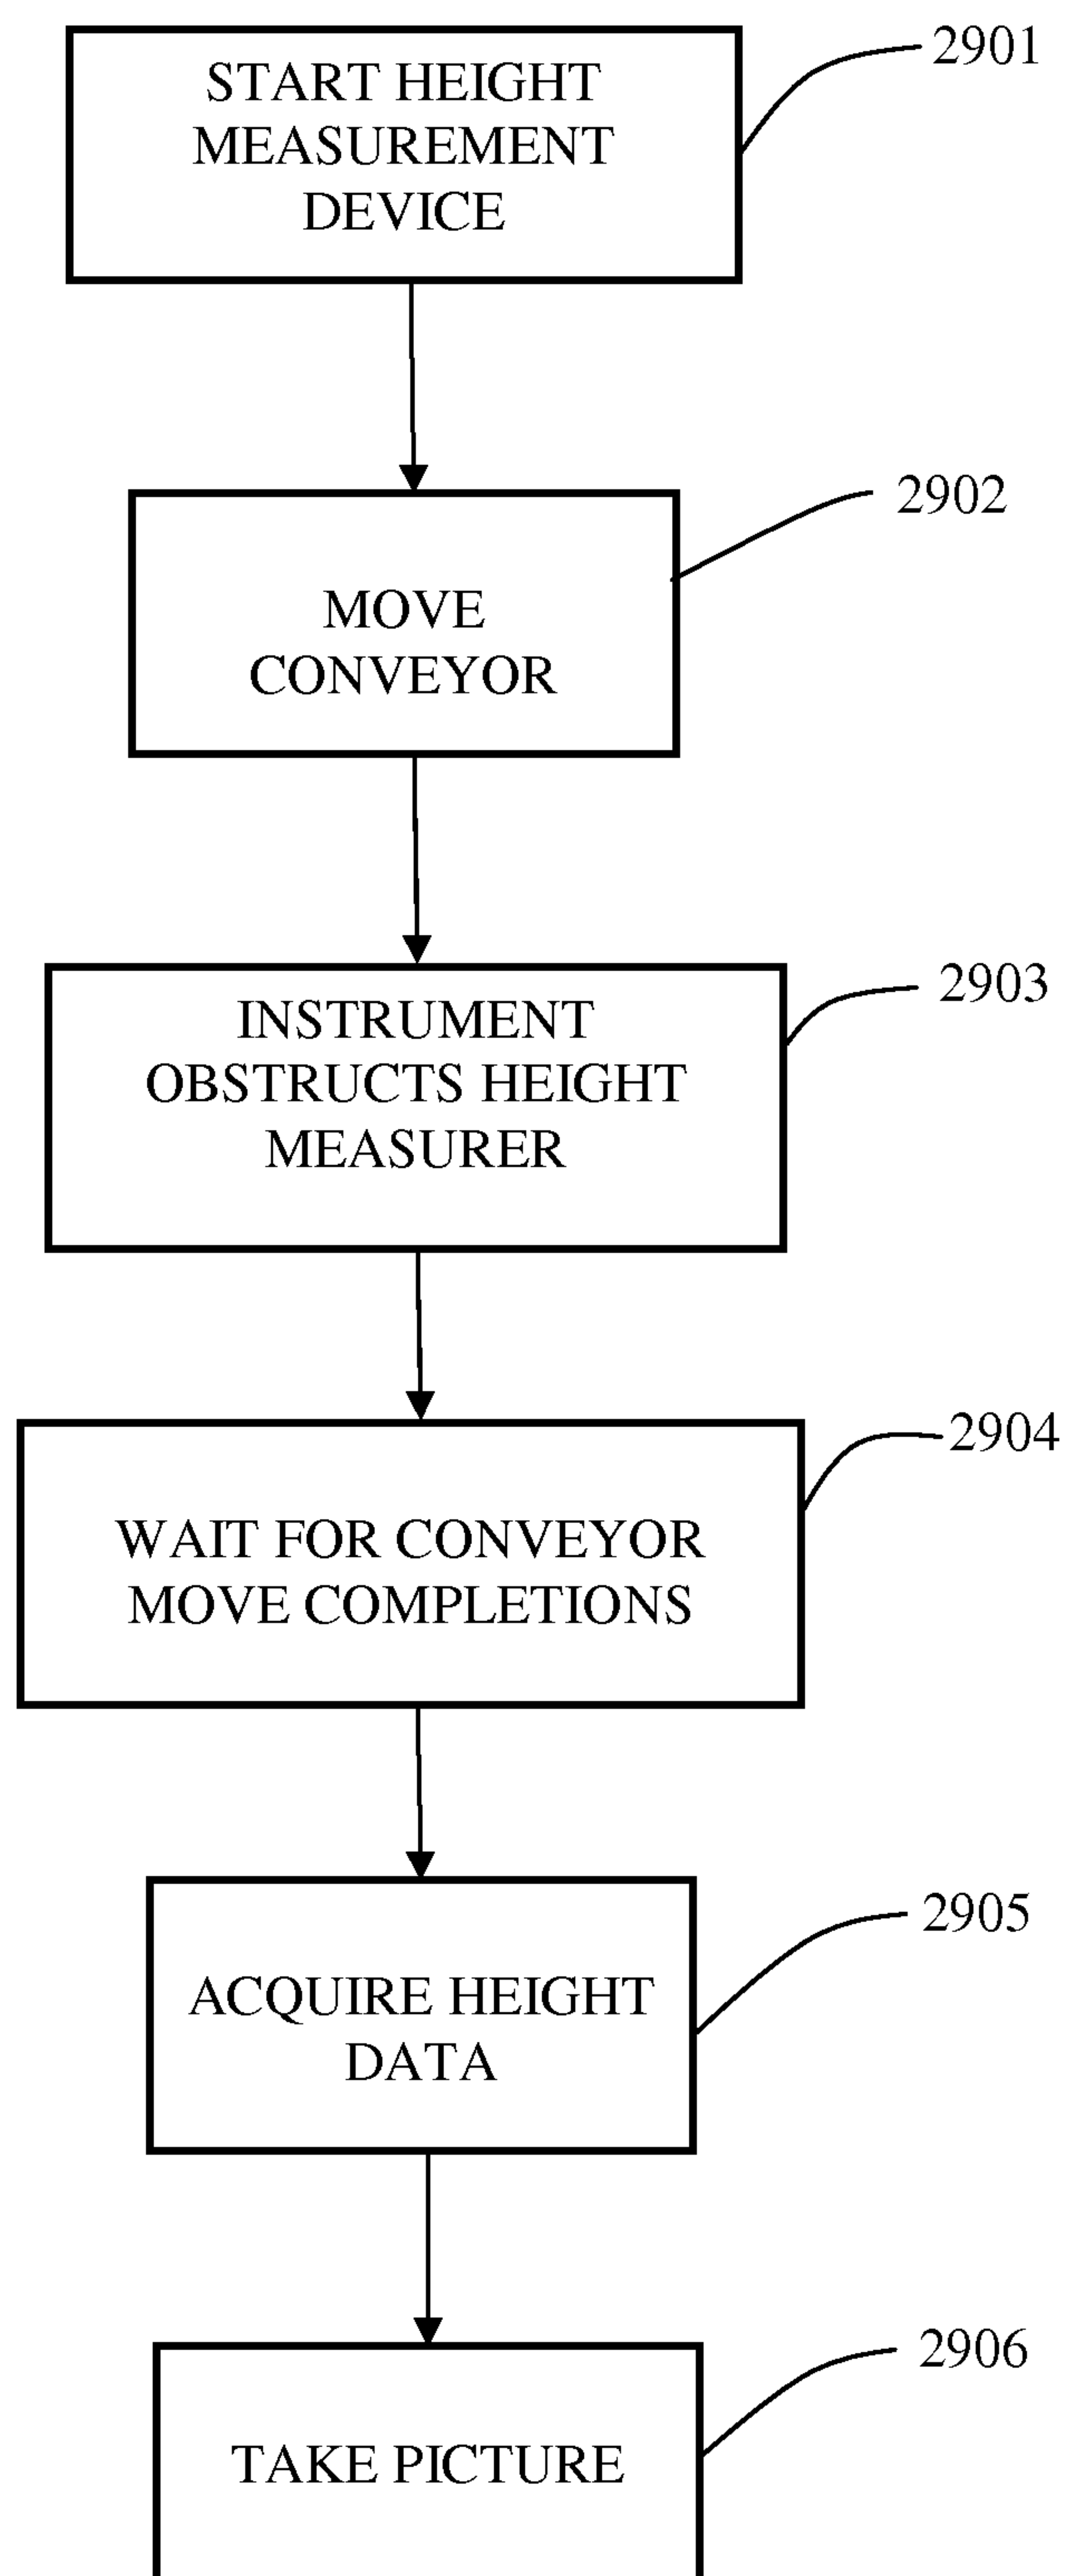 START HEIGHT
MEASUREMENT
DEVICE
2901
MOVE
CONVEYOR
2902
INSTRUMENT
OBSTRUCTS HEIGHT
MEASURER
2903
WAIT FOR CONVEYOR
MOVE COMPLETIONS
2904
ACQUIRE HEIGHT
DATA
2905
TAKE PICTURE
2906